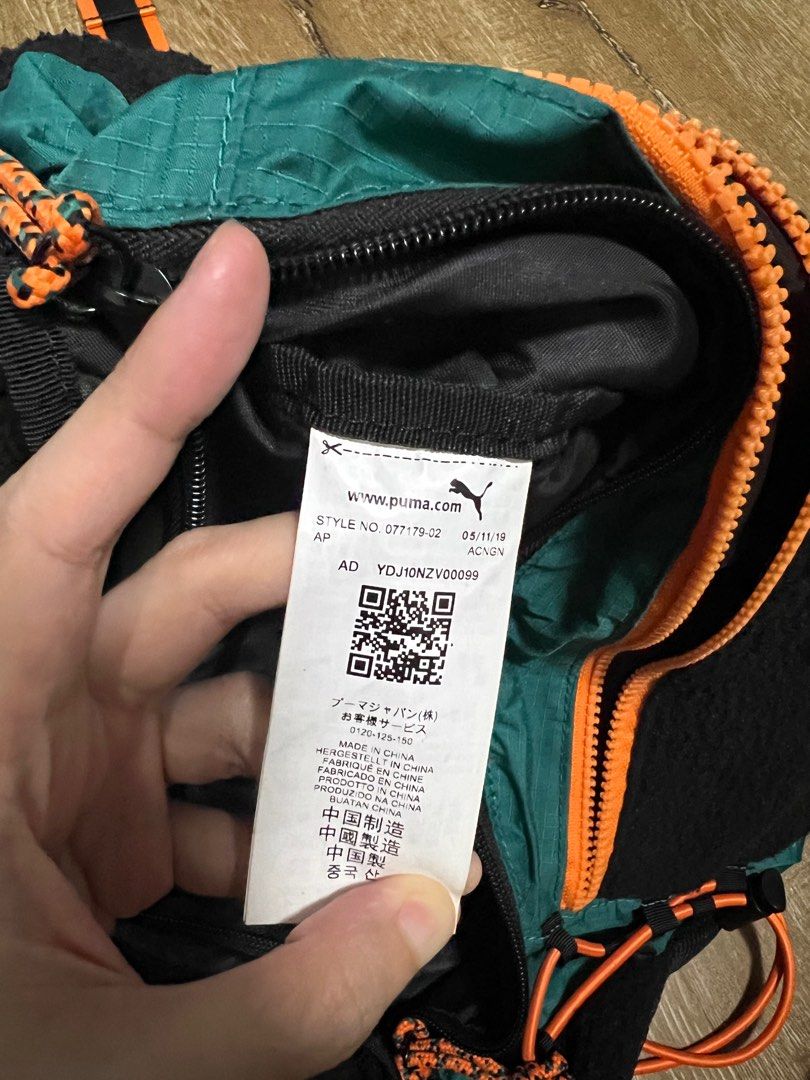 www.puma.com
STYLE NO. 077179-02 05/11/19
AP ACNGN
AD YDJ10NZV00099
プーマジャパン(株)
お客様サービス
0120-125-150
MADE IN CHINA
HERGESTELLT IN CHINA
FABRIQUÉ EN CHINE
FABRICADO EN CHINA
PRODOTTO IN CHINA
PRODUZIDO NA CHINA
BUATAN CHINA
中国制造
中國製造
中国製
중국 산